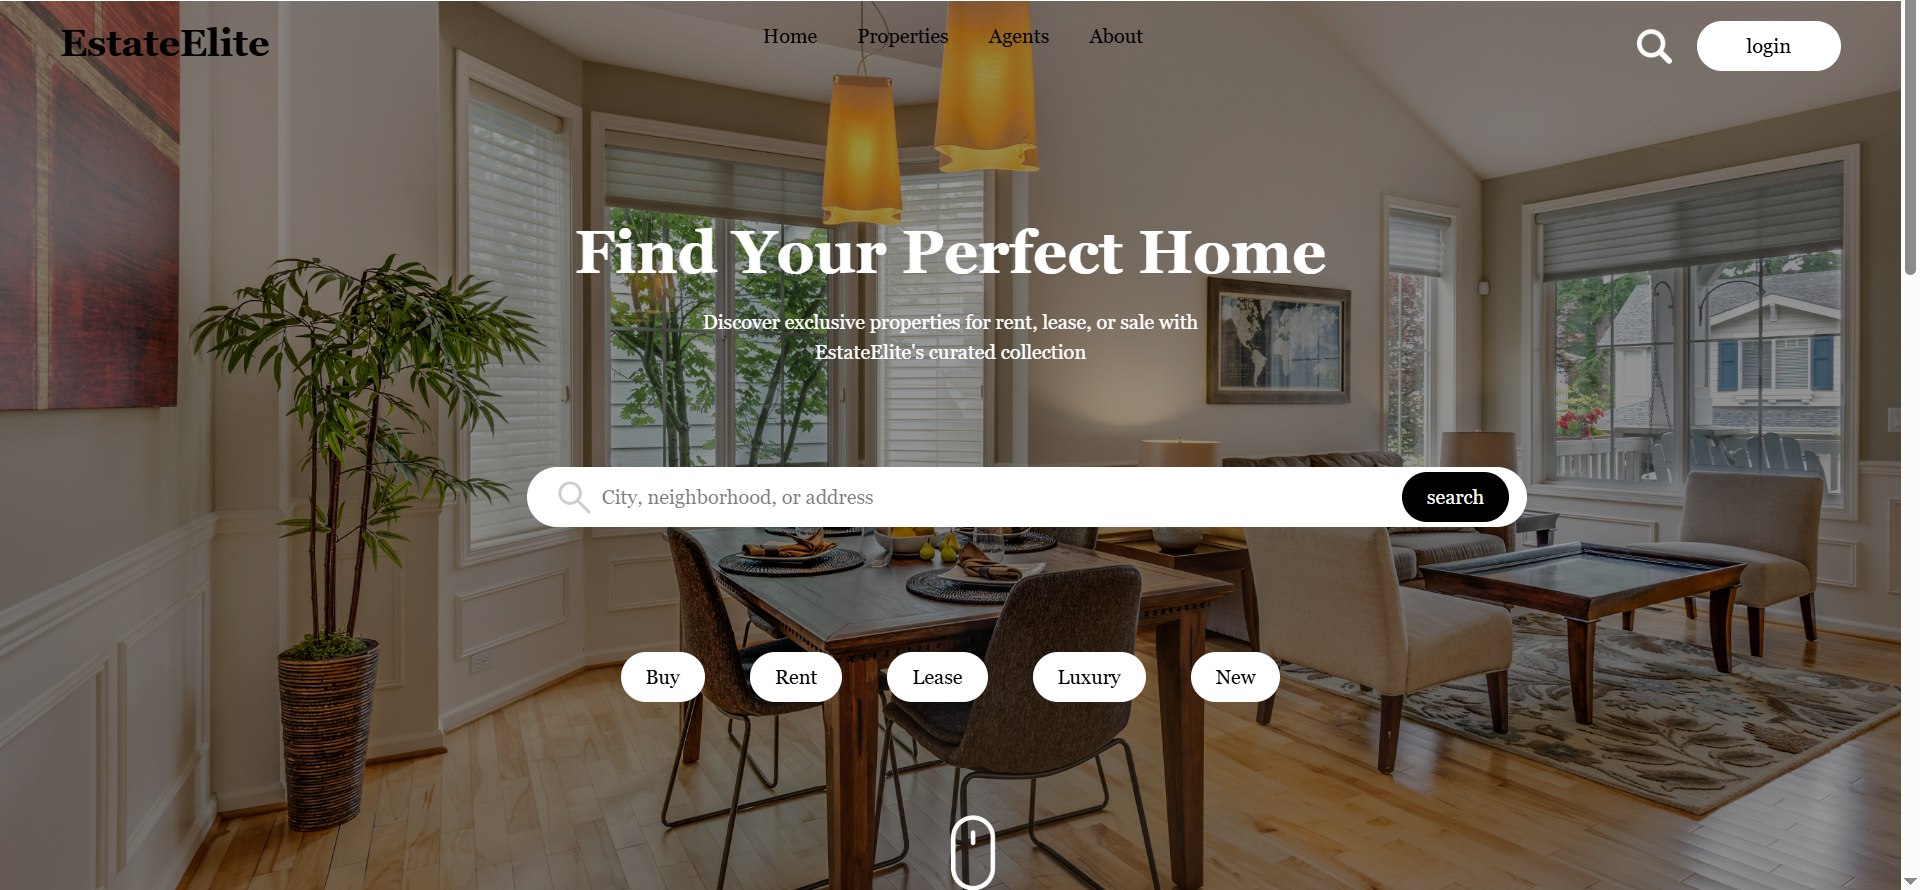 EstateElite
Home Properties Agents About
login
Find Your Perfect Home
Discover exclusive properties for rent, lease, or sale with
EstateElite's curated collection
City, neighborhood, or address
search
Buy Rent Lease Luxury New